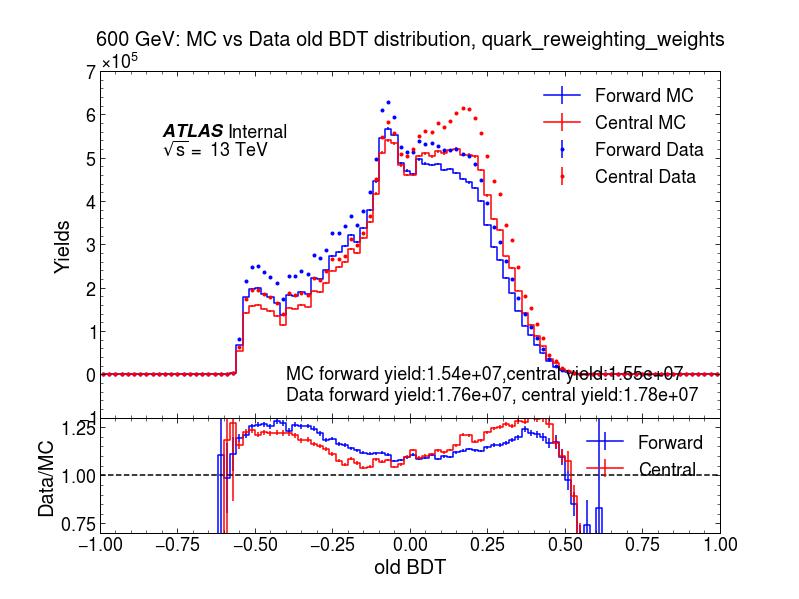 600 GeV: MC vs Data old BDT distribution, quark_reweighting_weights
×10⁵
7
6
5
4
3
2
1
0
1
Yields
ATLAS Internal
√s = 13 TeV
Forward MC
Central MC
Forward Data
Central Data
MC forward yield:1.54e+07,central yield:1.55e+07
Data forward yield:1.76e+07, central yield:1.78e+07
1.25
1.00
0.75
Data/MC
Forward
Central
−1.00 −0.75 −0.50 −0.25 0.00 0.25 0.50 0.75 1.00
old BDT